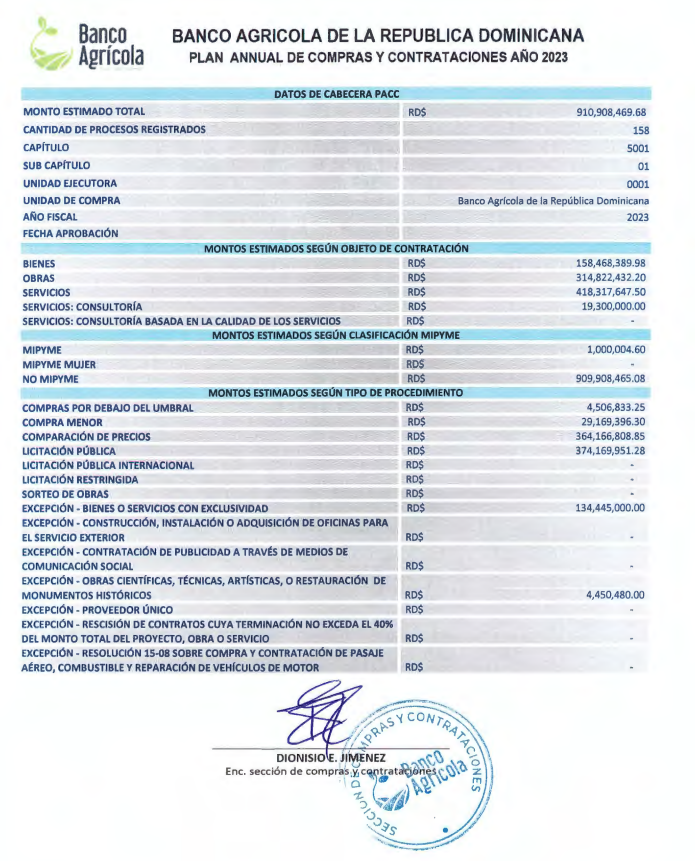 Banco
Agrícola
BANCO AGRICOLA DE LA REPUBLICA DOMINICANA
PLAN ANNUAL DE COMPRAS Y CONTRATACIONES AÑO 2023
DATOS DE CABECERA PACC
MONTO ESTIMADO TOTAL RD$ 910,908,469.68
CANTIDAD DE PROCESOS REGISTRADOS 158
CAPÍTULO 5001
SUB CAPÍTULO 01
UNIDAD EJECUTORA 0001
UNIDAD DE COMPRA Banco Agrícola de la República Dominicana
AÑO FISCAL 2023
FECHA APROBACIÓN
MONTOS ESTIMADOS SEGÚN OBJETO DE CONTRATACIÓN
BIENES RD$ 158,468,389.98
OBRAS RD$ 314,822,432.20
SERVICIOS RD$ 418,317,647.50
SERVICIOS: CONSULTORÍA RD$ 19,300,000.00
SERVICIOS: CONSULTORÍA BASADA EN LA CALIDAD DE LOS SERVICIOS RD$ -
MONTOS ESTIMADOS SEGÚN CLASIFICACIÓN MIPYME
MIPYME RD$ 1,000,004.60
MIPYME MUJER RD$ -
NO MIPYME RD$ 909,908,465.08
MONTOS ESTIMADOS SEGÚN TIPO DE PROCEDIMIENTO
COMPRAS POR DEBAJO DEL UMBRAL RD$ 4,506,833.25
COMPRA MENOR RD$ 29,169,396.30
COMPARACIÓN DE PRECIOS RD$ 364,166,808.85
LICITACIÓN PÚBLICA RD$ 374,169,951.28
LICITACIÓN PÚBLICA INTERNACIONAL RD$ -
LICITACIÓN RESTRINGIDA RD$ -
SORTEO DE OBRAS RD$ -
EXCEPCIÓN - BIENES O SERVICIOS CON EXCLUSIVIDAD RD$ 134,445,000.00
EXCEPCIÓN - CONSTRUCCIÓN, INSTALACIÓN O ADQUISICIÓN DE OFICINAS PARA
EL SERVICIO EXTERIOR RD$ -
EXCEPCIÓN - CONTRATACIÓN DE PUBLICIDAD A TRAVÉS DE MEDIOS DE
COMUNICACIÓN SOCIAL RD$ -
EXCEPCIÓN - OBRAS CIENTÍFICAS, TÉCNICAS, ARTÍSTICAS, O RESTAURACIÓN DE
MONUMENTOS HISTÓRICOS RD$ 4,450,480.00
EXCEPCIÓN - PROVEEDOR ÚNICO RD$ -
EXCEPCIÓN - RESCISIÓN DE CONTRATOS CUYA TERMINACIÓN NO EXCEDA EL 40%
DEL MONTO TOTAL DEL PROYECTO, OBRA O SERVICIO RD$ -
EXCEPCIÓN - RESOLUCIÓN 15-08 SOBRE COMPRA Y CONTRATACIÓN DE PASAJE
AÉREO, COMBUSTIBLE Y REPARACIÓN DE VEHÍCULOS DE MOTOR RD$ -
DIONISIO E. JIMENEZ
Enc. sección de compras y contrataciones
SECCION DE COMPRAS Y CONTRATACIONES
Banco
Agrícola